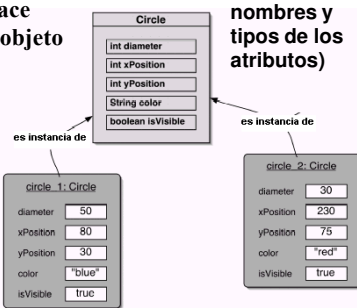 ace
objeto
nombres y
tipos de los
atributos)
Circle
int diameter
int xPosition
int yPosition
String color
boolean isVisible
es instancia de
es instancia de
circle_1: Circle
diameter 50
xPosition 80
yPosition 30
color "blue"
isVisible true
circle_2: Circle
diameter 30
xPosition 230
yPosition 75
color "red"
isVisible true